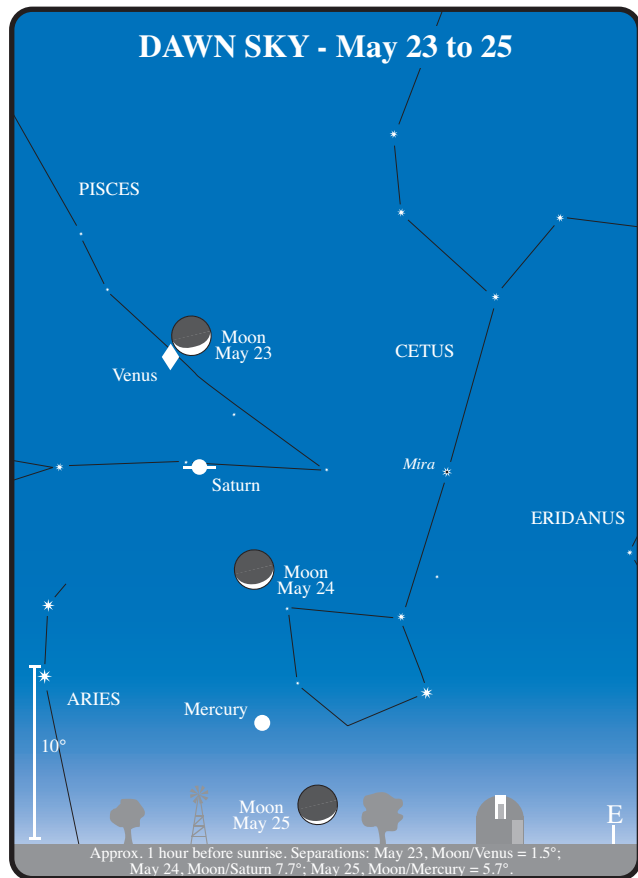 DAWN SKY - May 23 to 25
PISCES
Moon
May 23
CETUS
Venus
Mira
Saturn
ERIDANUS
Moon
May 24
ARIES
Mercury
10°
Moon
May 25
E
Approx. 1 hour before sunrise. Separations: May 23, Moon/Venus = 1.5°;
May 24, Moon/Saturn 7.7°; May 25, Moon/Mercury = 5.7°.